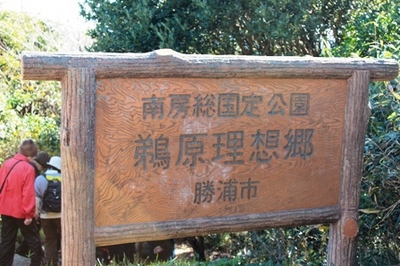 南房総国定公園
鵜原理想郷
勝浦市